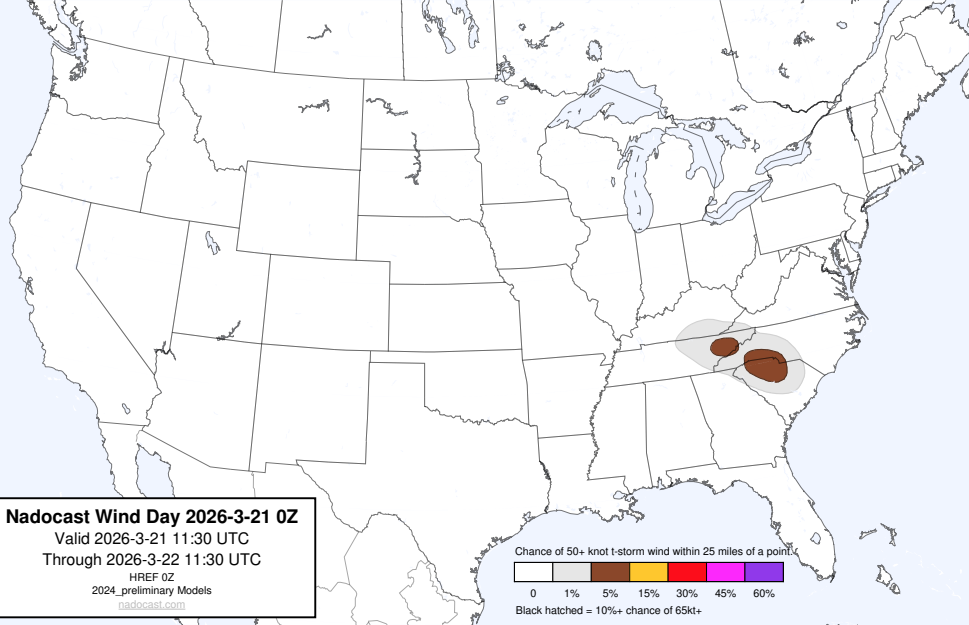 Nadocast Wind Day 2026-3-21 0Z
Valid 2026-3-21 11:30 UTC
Through 2026-3-22 11:30 UTC
HREF 0Z
2024_preliminary Models
nadocast.com
Chance of 50+ knot t-storm wind within 25 miles of a point.
0 1% 5% 15% 30% 45% 60%
Black hatched = 10%+ chance of 65kt+